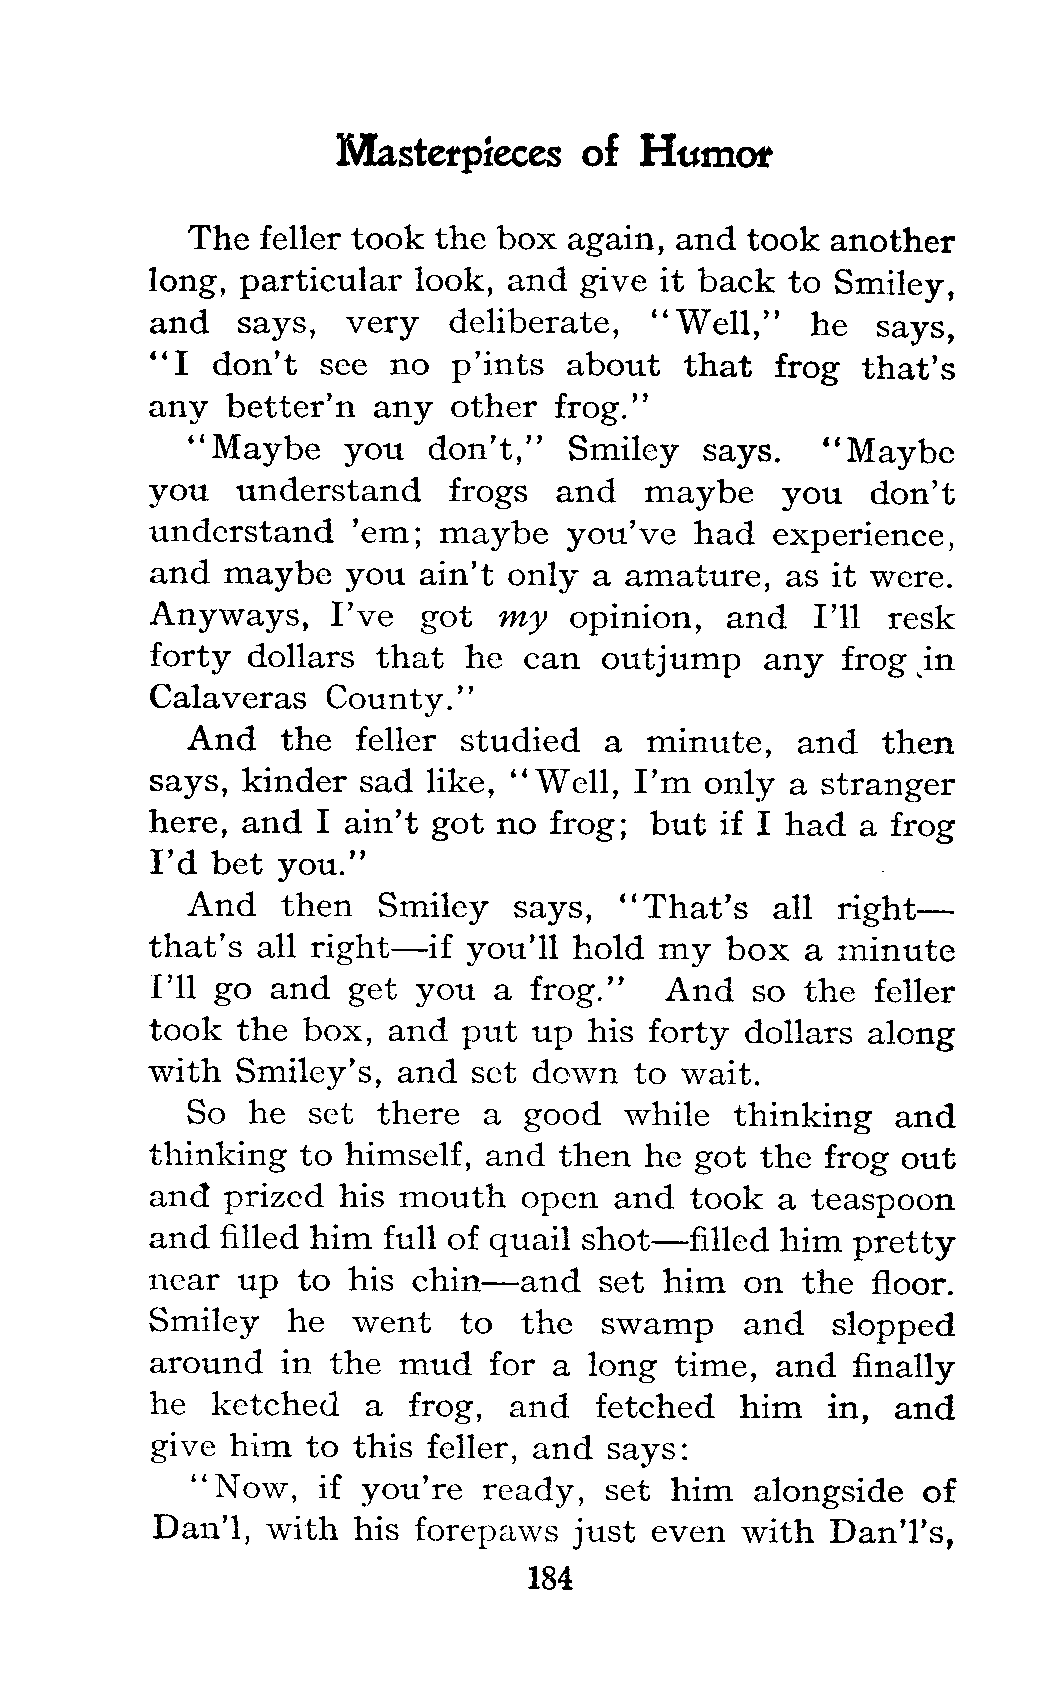 Masterpieces of Humor
The feller took the box again, and took another
long, particular look, and give it back to Smiley,
and says, very deliberate, "Well," he says,
"I don't see no p'ints about that frog that's
any better'n any other frog."
"Maybe you don't," Smiley says. "Maybe
you understand frogs and maybe you don't
understand 'em; maybe you've had experience,
and maybe you ain't only a amature, as it were.
Anyways, I've got my opinion, and I'll resk
forty dollars that he can outjump any frog in
Calaveras County."
And the feller studied a minute, and then
says, kinder sad like, "Well, I'm only a stranger
here, and I ain't got no frog; but if I had a frog
I'd bet you."
And then Smiley says, "That's all right—
that's all right—if you'll hold my box a minute
I'll go and get you a frog." And so the feller
took the box, and put up his forty dollars along
with Smiley's, and set down to wait.
So he set there a good while thinking and
thinking to himself, and then he got the frog out
and prized his mouth open and took a teaspoon
and filled him full of quail shot—filled him pretty
near up to his chin—and set him on the floor.
Smiley he went to the swamp and slopped
around in the mud for a long time, and finally
he ketched a frog, and fetched him in, and
give him to this feller, and says:
"Now, if you're ready, set him alongside of
Dan'l, with his forepaws just even with Dan'l's,
184